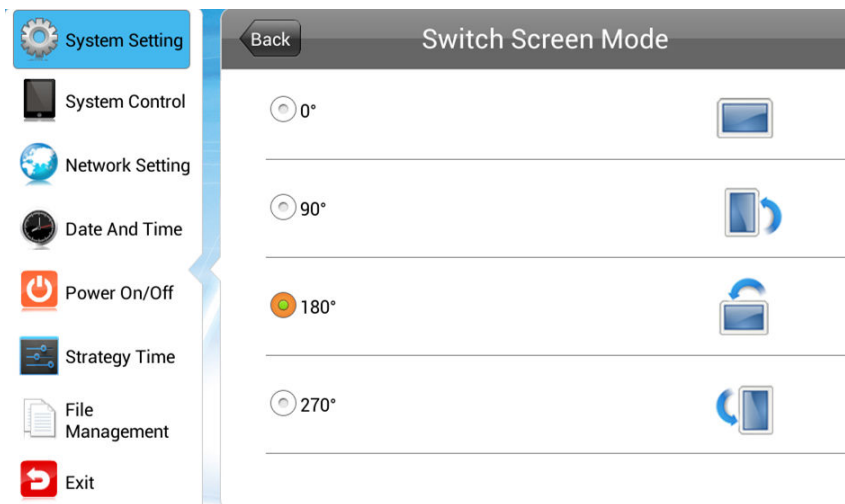 System Setting
System Control
Network Setting
Date And Time
Power On/Off
Strategy Time
File
Management
Exit
Back
Switch Screen Mode
0°
90°
180°
270°